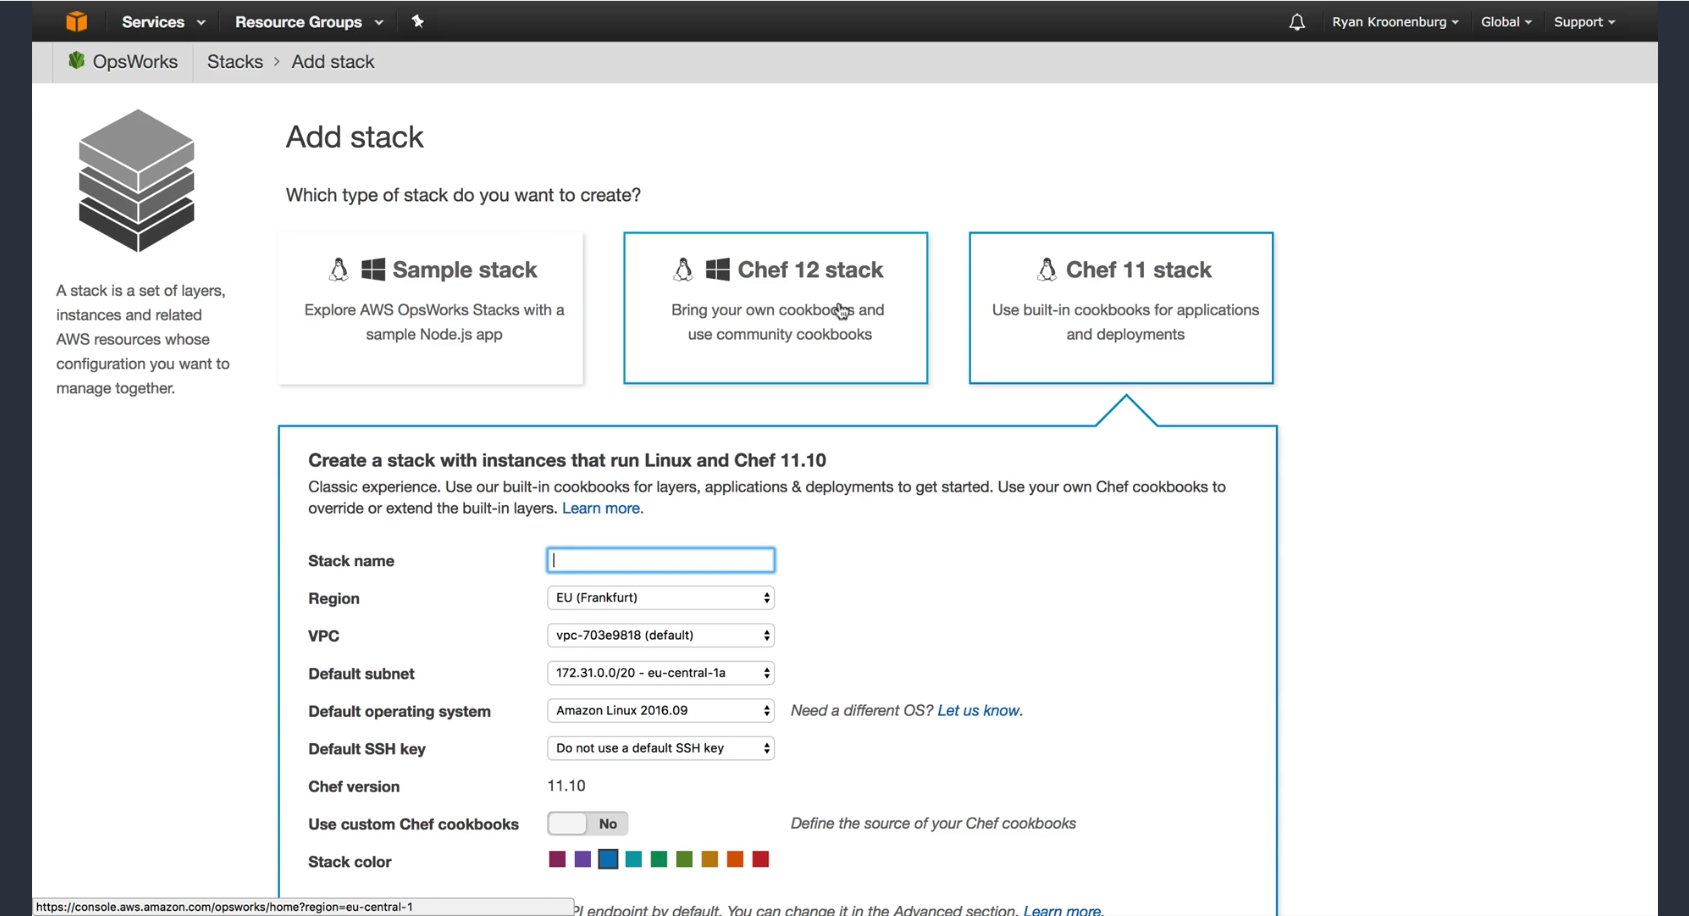 Services
Resource Groups
Ryan Kroonenburg
Global
Support
OpsWorks
Stacks > Add stack
A stack is a set of layers,
instances and related
AWS resources whose
configuration you want to
manage together.
Add stack
Which type of stack do you want to create?
Sample stack
Explore AWS OpsWorks Stacks with a
sample Node.js app
Chef 12 stack
Bring your own cookbooks and
use community cookbooks
Chef 11 stack
Use built-in cookbooks for applications
and deployments
Create a stack with instances that run Linux and Chef 11.10
Classic experience. Use our built-in cookbooks for layers, applications & deployments to get started. Use your own Chef cookbooks to
override or extend the built-in layers. Learn more.
Stack name
Region EU (Frankfurt)
VPC vpc-703e9818 (default)
Default subnet 172.31.0.0/20 - eu-central-1a
Default operating system Amazon Linux 2016.09 Need a different OS? Let us know.
Default SSH key Do not use a default SSH key
Chef version 11.10
Use custom Chef cookbooks No Define the source of your Chef cookbooks
Stack color
https://console.aws.amazon.com/opsworks/home?region=eu-central-1
endpoint by default. You can change it in the Advanced section. Learn more.